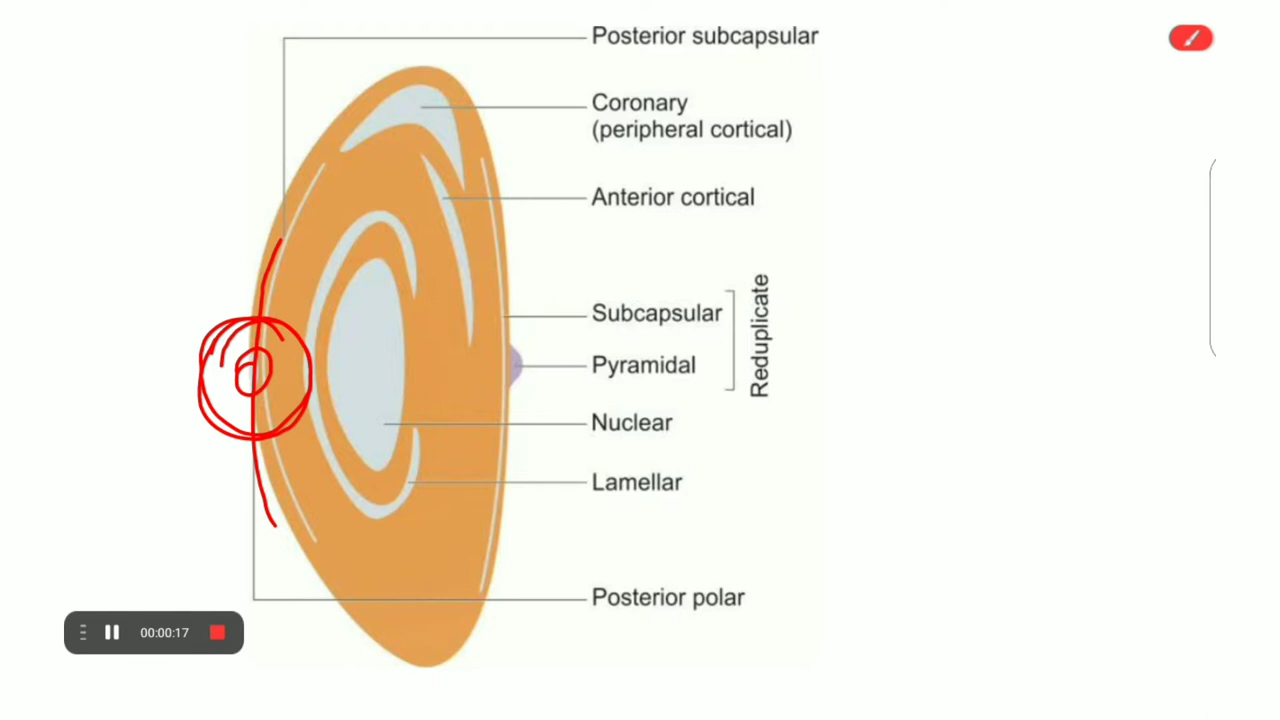 Posterior subcapsular
Coronary
(peripheral cortical)
Anterior cortical
Subcapsular
Pyramidal
Reduplicate
Nuclear
Lamellar
Posterior polar
00:00:17